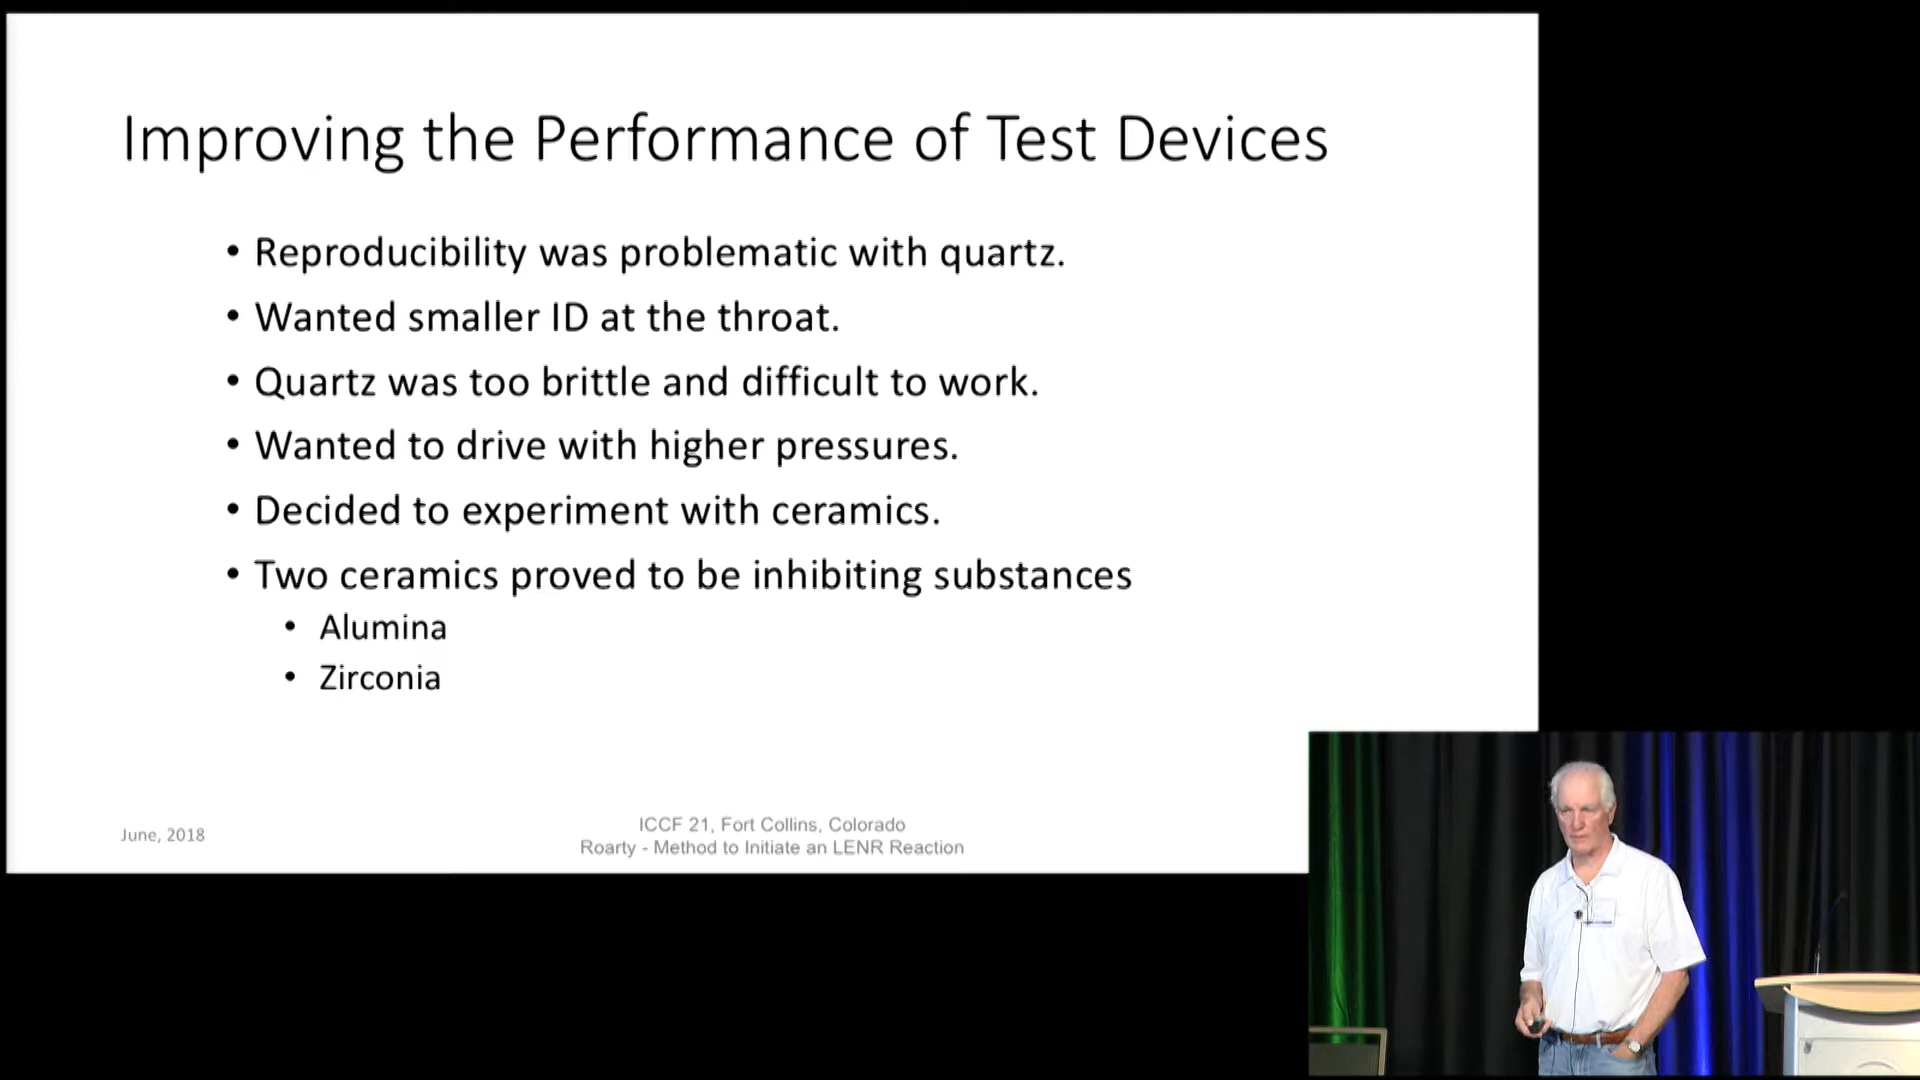 Improving the Performance of Test Devices
• Reproducibility was problematic with quartz.
• Wanted smaller ID at the throat.
• Quartz was too brittle and difficult to work.
• Wanted to drive with higher pressures.
• Decided to experiment with ceramics.
• Two ceramics proved to be inhibiting substances
• Alumina
• Zirconia
June, 2018
ICCF 21, Fort Collins, Colorado
Roarty - Method to Initiate an LENR Reaction